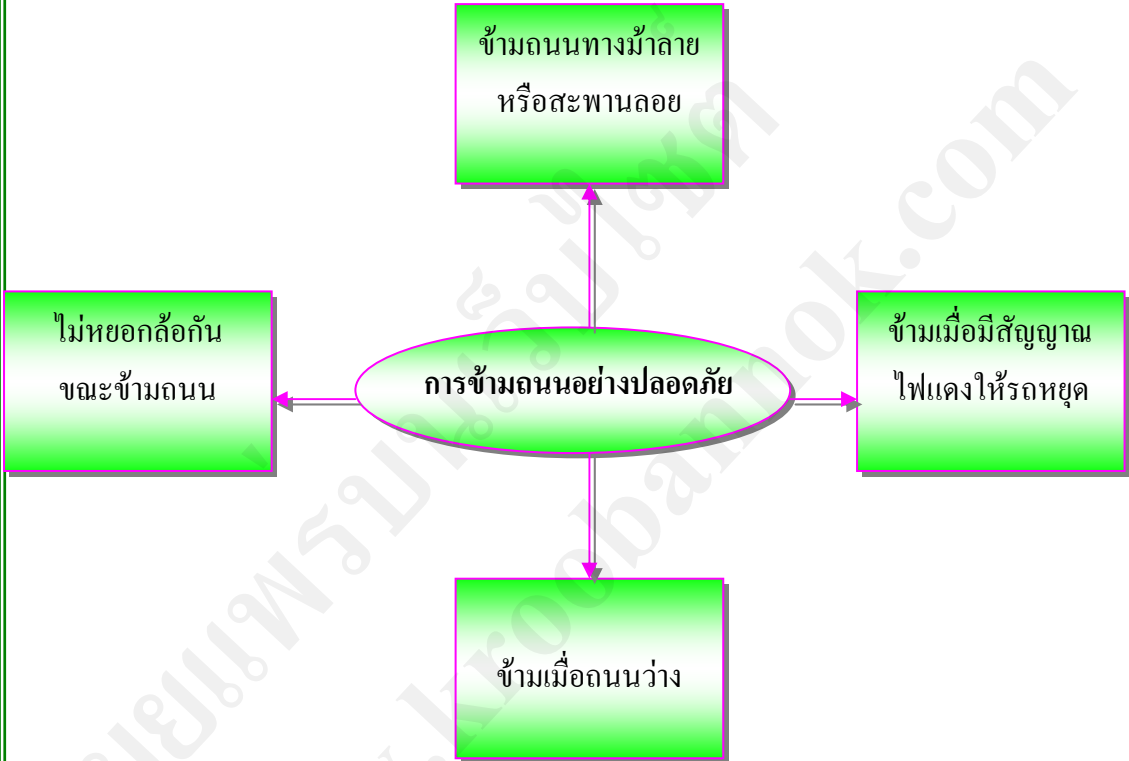 ข้ามถนนทางม้าลาย
หรือสะพานลอย
ไม่หยอกล้อกัน
ขณะข้ามถนน
การข้ามถนนอย่างปลอดภัย
ข้ามเมื่อมีสัญญาณ
ไฟแดงให้รถหยุด
ข้ามเมื่อถนนว่าง